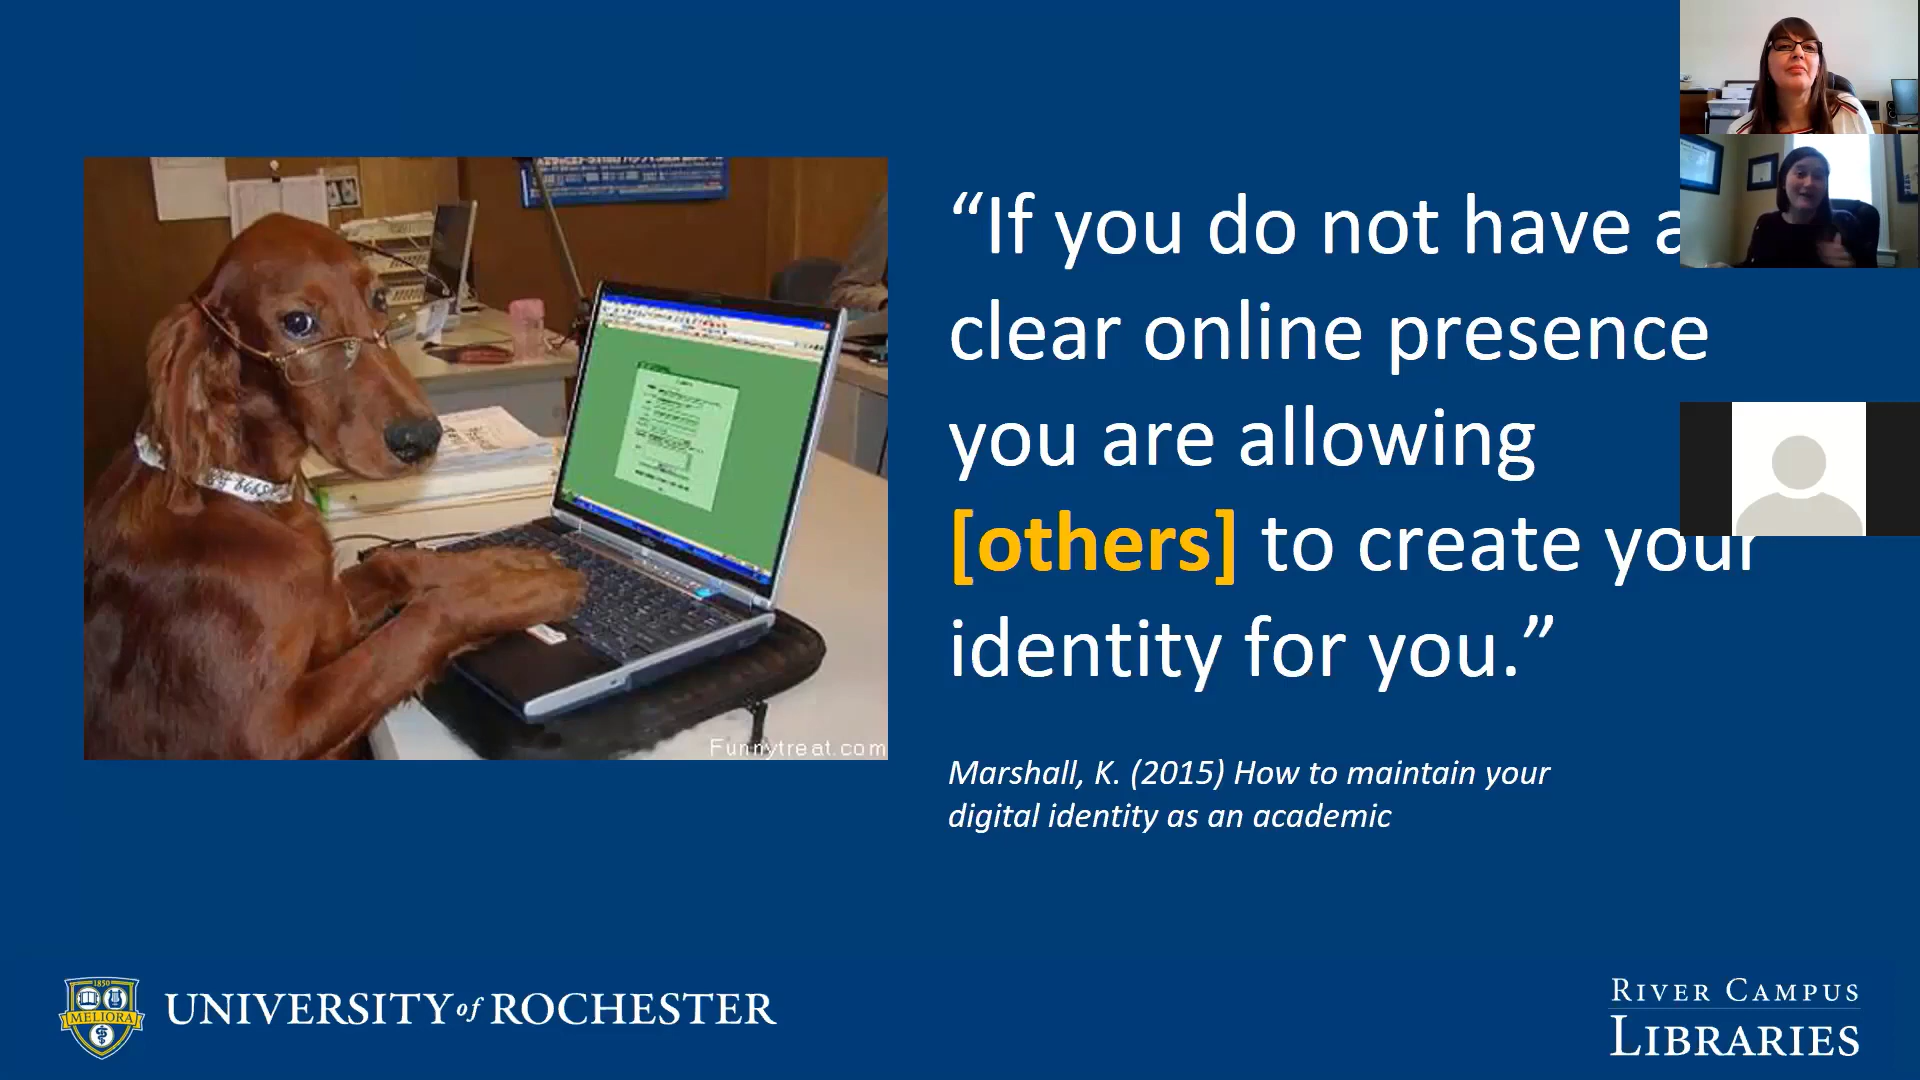 “If you do not have a
clear online presence
you are allowing
[others] to create your
identity for you.”
Marshall, K. (2015) How to maintain your
digital identity as an academic
Funnytreat.com
1850
MELIORA
UNIVERSITY of ROCHESTER
RIVER CAMPUS
LIBRARIES